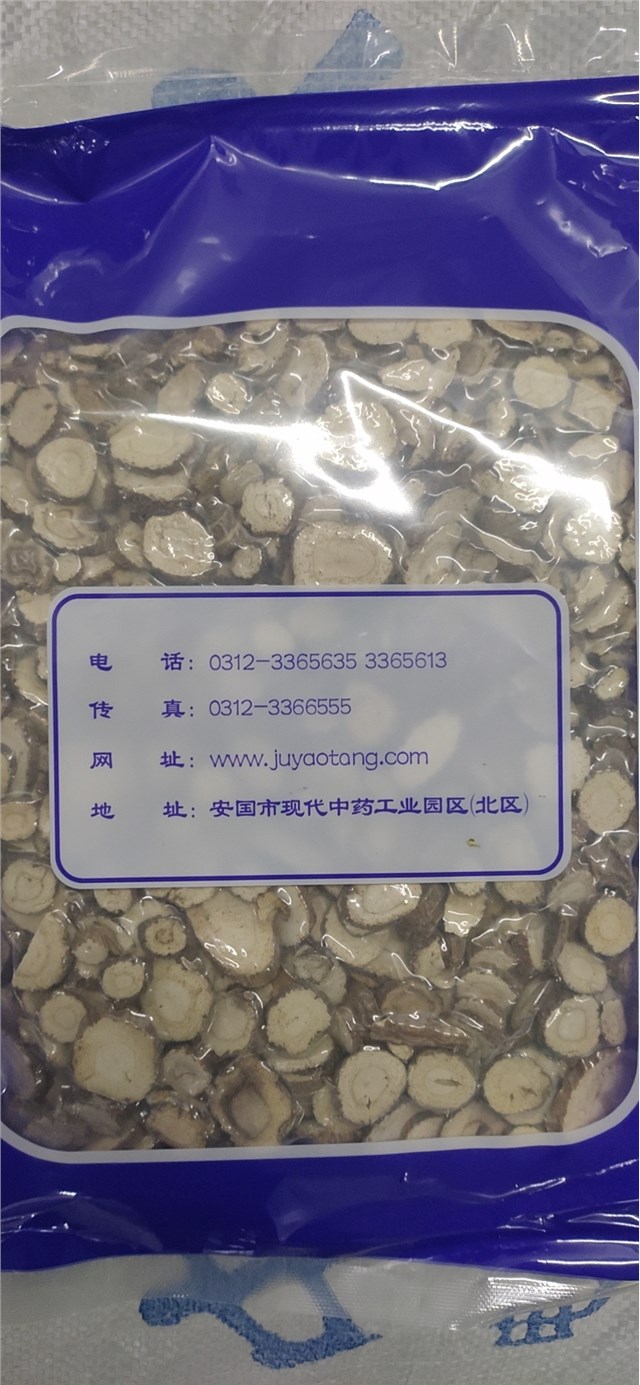 电 话：0312-3365635 3365613
传 真：0312-3366555
网 址：www.juyaotang.com
地 址：安国市现代中药工业园区(北区)